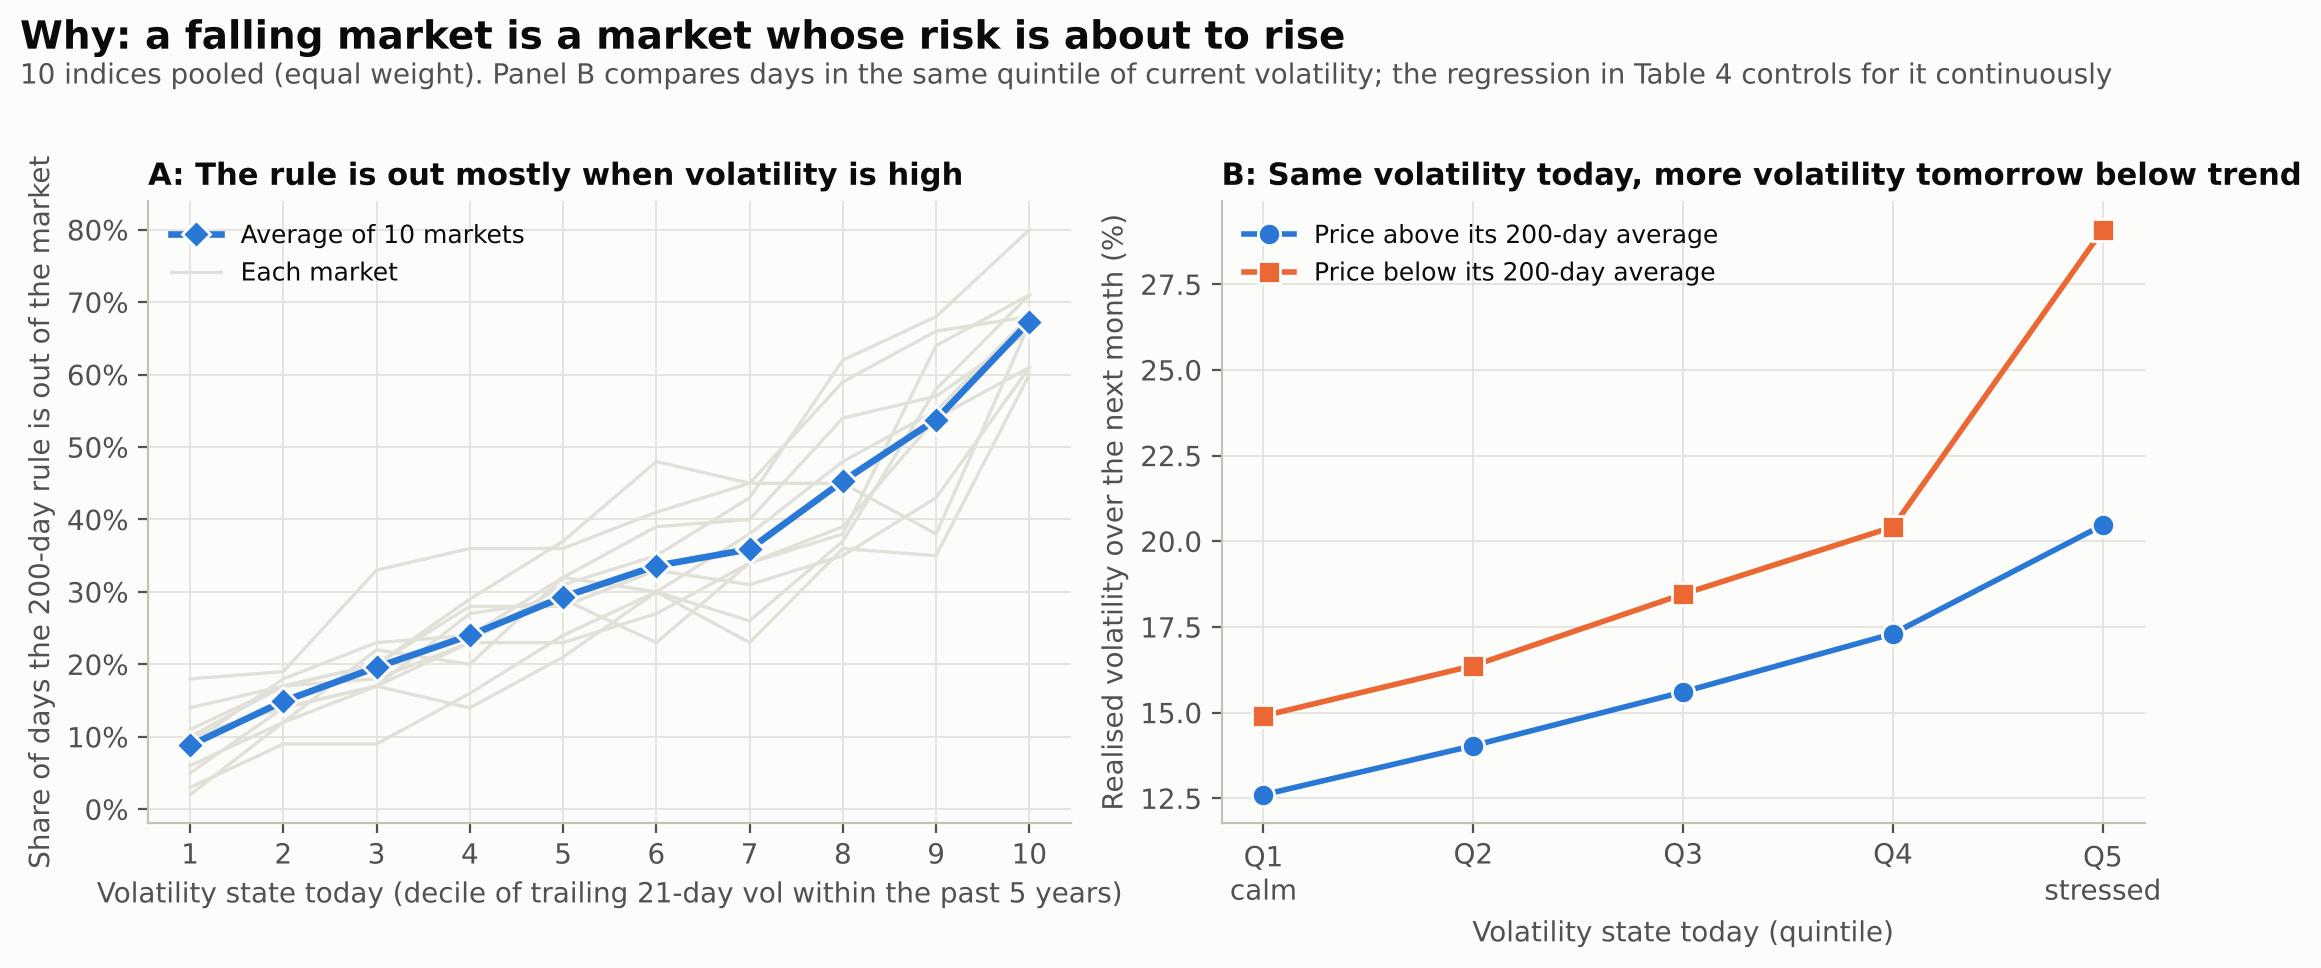 Why: a falling market is a market whose risk is about to rise
10 indices pooled (equal weight). Panel B compares days in the same quintile of current volatility; the regression in Table 4 controls for it continuously
A: The rule is out mostly when volatility is high
Share of days the 200-day rule is out of the market
80%
70%
60%
50%
40%
30%
20%
10%
0%
Average of 10 markets
Each market
1 2 3 4 5 6 7 8 9 10
Volatility state today (decile of trailing 21-day vol within the past 5 years)
B: Same volatility today, more volatility tomorrow below trend
Realised volatility over the next month (%)
27.5
25.0
22.5
20.0
17.5
15.0
12.5
Price above its 200-day average
Price below its 200-day average
Q1 Q2 Q3 Q4 Q5
calm stressed
Volatility state today (quintile)